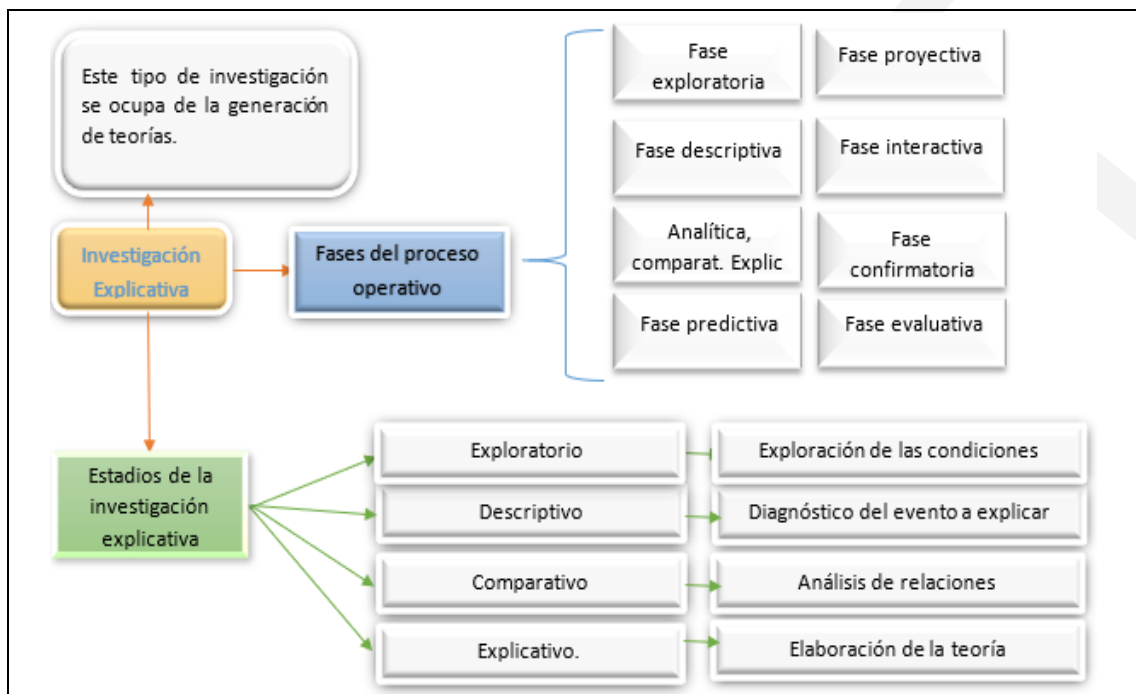 Este tipo de investigación
se ocupa de la generación
de teorías.
Investigación
Explicativa
Fases del proceso
operativo
Fase
exploratoria
Fase proyectiva
Fase descriptiva
Fase interactiva
Analítica,
comparat. Explic
Fase
confirmatoria
Fase predictiva
Fase evaluativa
Estadios de la
investigación
explicativa
Exploratorio
Exploración de las condiciones
Descriptivo
Diagnóstico del evento a explicar
Comparativo
Análisis de relaciones
Explicativo.
Elaboración de la teoría